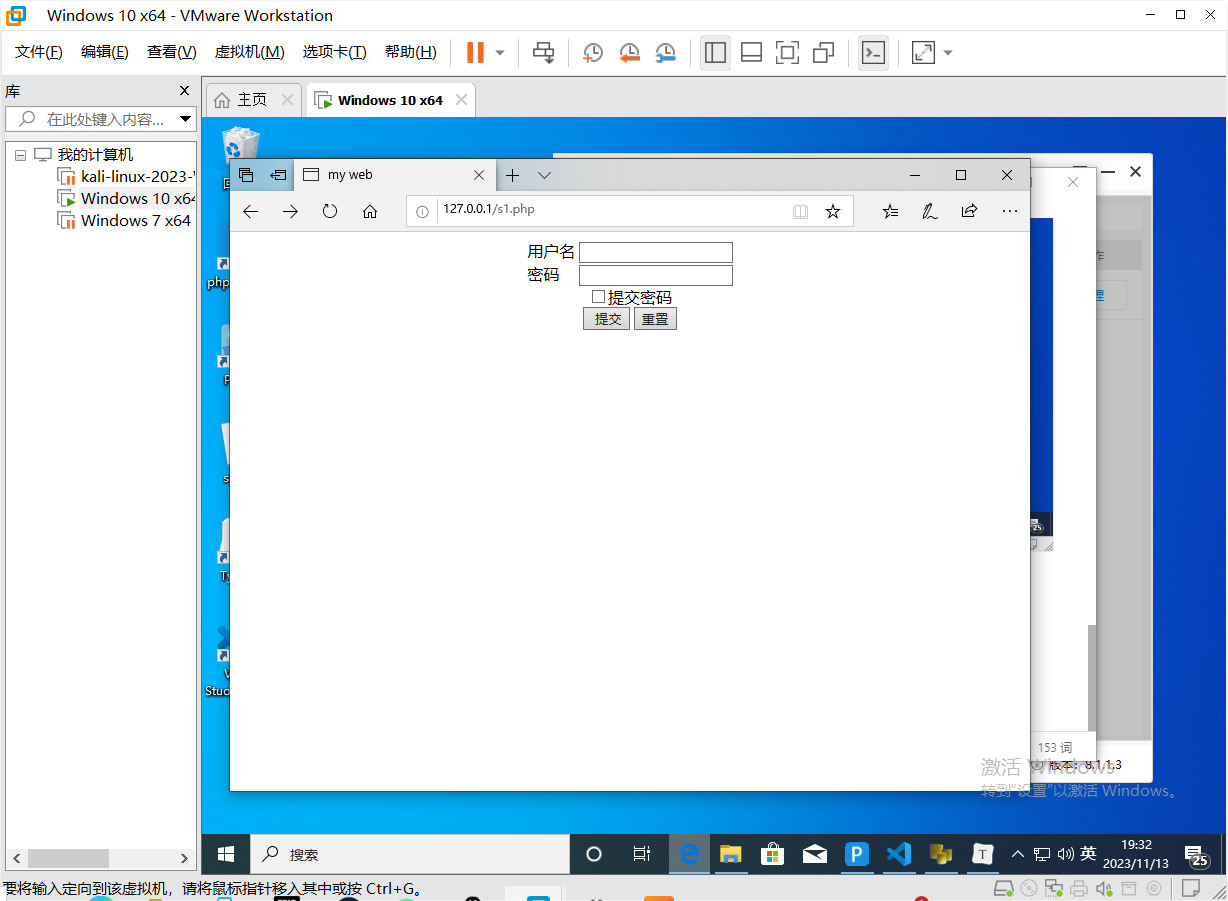 Windows 10 x64 - VMware Workstation
文件(F) 编辑(E) 查看(V) 虚拟机(M) 选项卡(T) 帮助(H)
库
在此处键入内容...
我的计算机
kali-linux-2023-
Windows 10 x64
Windows 7 x64
主页
Windows 10 x64
my web
127.0.0.1/s1.php
用户名
密码
提交密码
提交 重置
php
Stuc
153 词
版本：8.1.1.3
激活 Windows
转到"设置"以激活 Windows。
搜索
英
19:32
2023/11/13
25
要将输入定向到该虚拟机，请将鼠标指针移入其中或按 Ctrl+G。